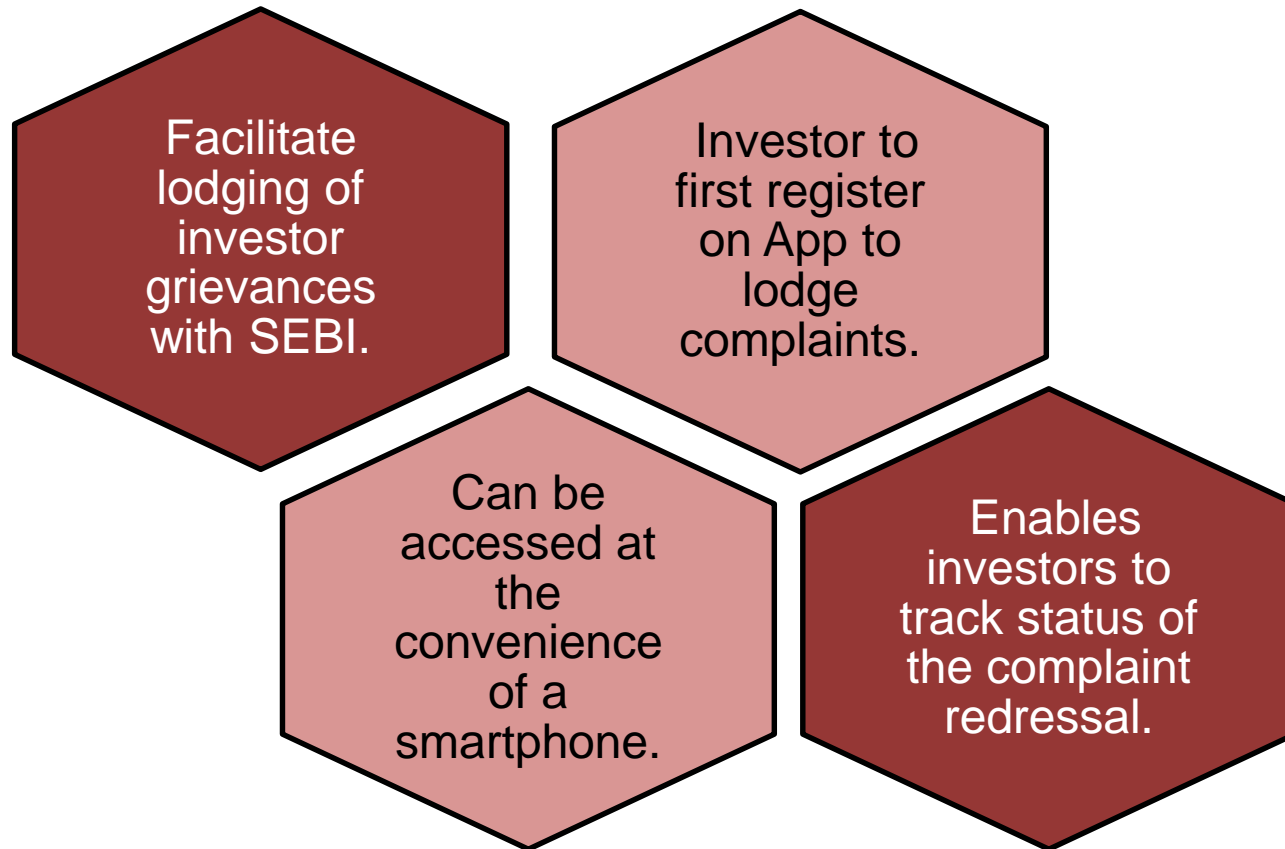 Facilitate
lodging of
investor
grievances
with SEBI.
Investor to
first register
on App to
lodge
complaints.
Can be
accessed at
the
convenience
of a
smartphone.
Enables
investors to
track status of
the complaint
redressal.